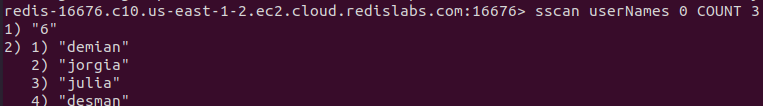 redis-16676.c10.us-east-1-2.ec2.cloud.redislabs.com:16676> sscan userNames 0 COUNT 3
1) "6"
2) 1) "demian"
   2) "jorgia"
   3) "julia"
   4) "desman"